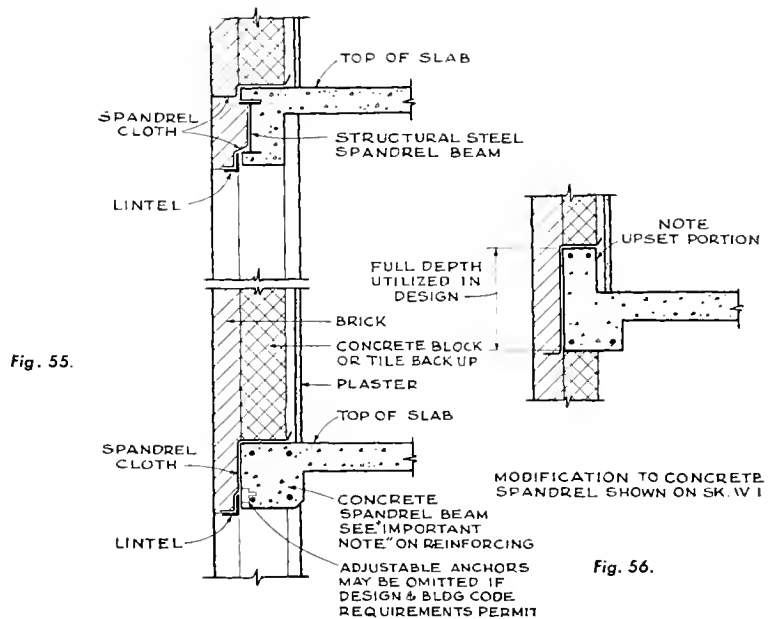 TOP OF SLAB
SPANDREL
CLOTH
STRUCTURAL STEEL
SPANDREL BEAM
LINTEL
NOTE
UPSET PORTION
FULL DEPTH
UTILIZED IN
DESIGN
BRICK
CONCRETE BLOCK
OR TILE BACK UP
Fig. 55.
PLASTER
TOP OF SLAB
SPANDREL
CLOTH
MODIFICATION TO CONCRETE
SPANDREL SHOWN ON SK. W 1
CONCRETE
SPANDREL BEAM
SEE "IMPORTANT
NOTE" ON REINFORCING
LINTEL
Fig. 56.
ADJUSTABLE ANCHORS
MAY BE OMITTED IF
DESIGN & BLDG CODE
REQUIREMENTS PERMIT